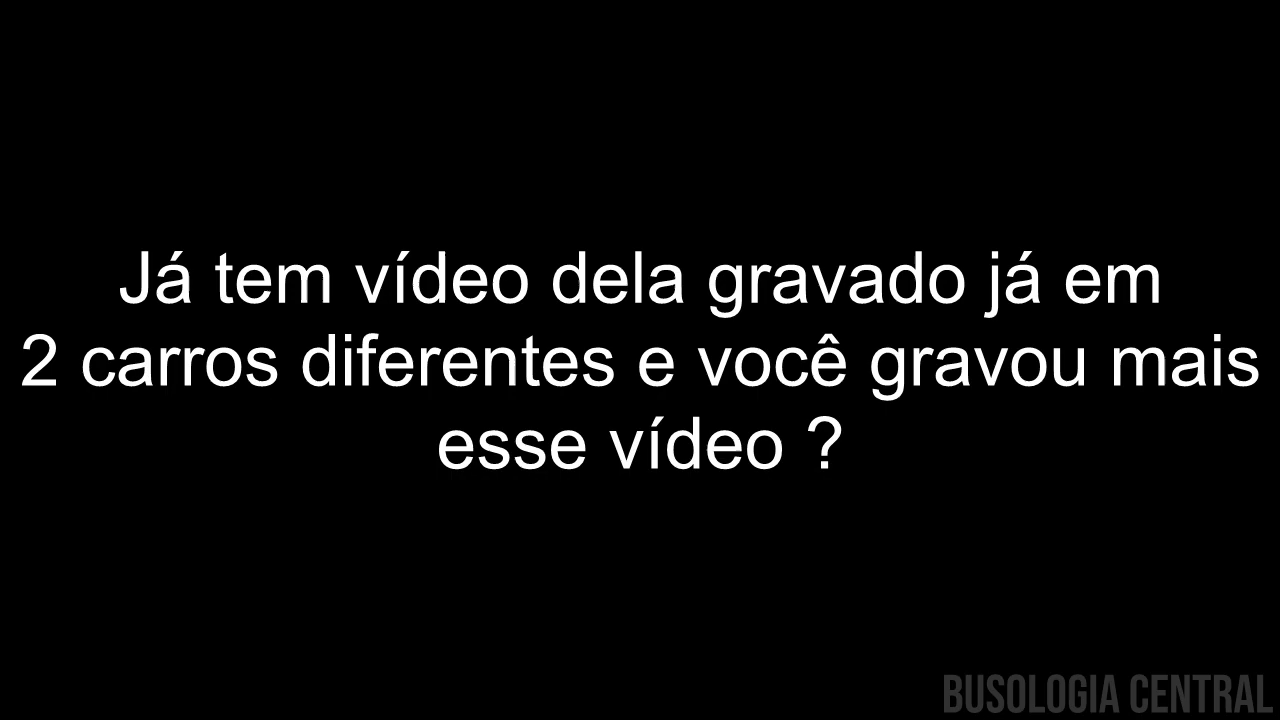 Já tem vídeo dela gravado já em
2 carros diferentes e você gravou mais
esse vídeo ?
BUSOLOGIA CENTRAL